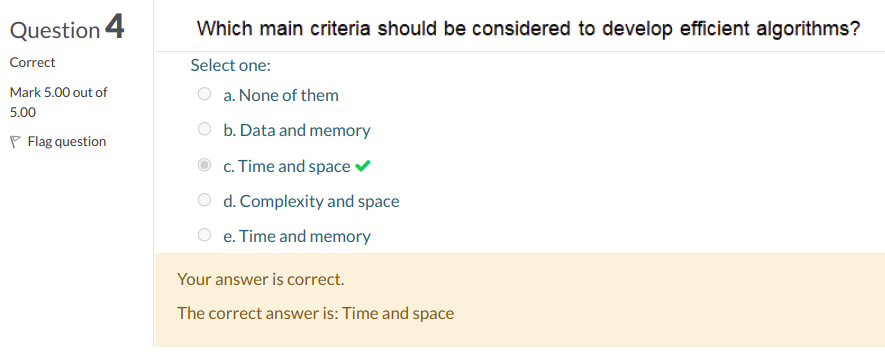 Question 4
Correct
Mark 5.00 out of
5.00
Flag question
Which main criteria should be considered to develop efficient algorithms?
Select one:
a. None of them
b. Data and memory
c. Time and space
d. Complexity and space
e. Time and memory
Your answer is correct.
The correct answer is: Time and space